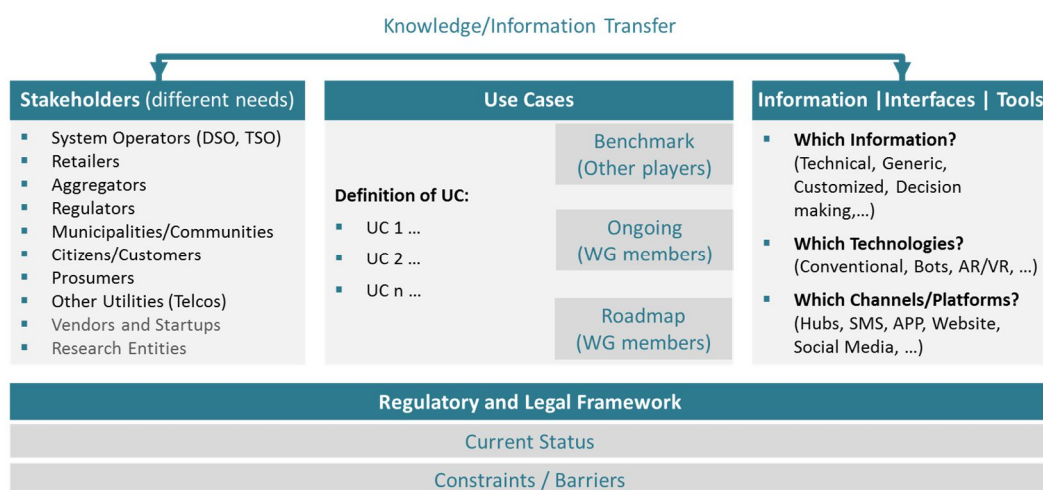 Knowledge/Information Transfer
Stakeholders (different needs)
System Operators (DSO, TSO)
Retailers
Aggregators
Regulators
Municipalities/Communities
Citizens/Customers
Prosumers
Other Utilities (Telcos)
Vendors and Startups
Research Entities
Use Cases
Definition of UC:
UC 1 ...
UC 2 ...
UC n ...
Benchmark
(Other players)
Ongoing
(WG members)
Roadmap
(WG members)
Information |Interfaces | Tools
Which Information?
(Technical, Generic,
Customized, Decision
making,...)
Which Technologies?
(Conventional, Bots, AR/VR, ...)
Which Channels/Platforms?
(Hubs, SMS, APP, Website,
Social Media, ...)
Regulatory and Legal Framework
Current Status
Constraints / Barriers